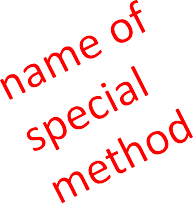 name of
special
method